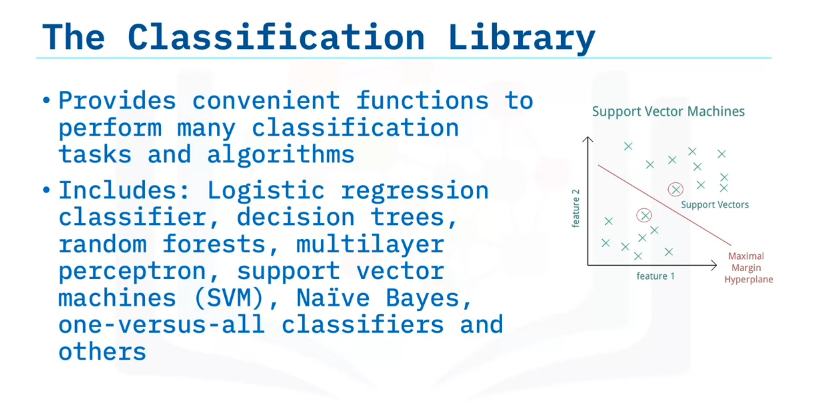 The Classification Library
• Provides convenient functions to
perform many classification
tasks and algorithms
• Includes: Logistic regression
classifier, decision trees,
random forests, multilayer
perceptron, support vector
machines (SVM), Naïve Bayes,
one-versus-all classifiers and
others
Support Vector Machines
feature 2
Support Vectors
Maximal
Margin
Hyperplane
feature 1